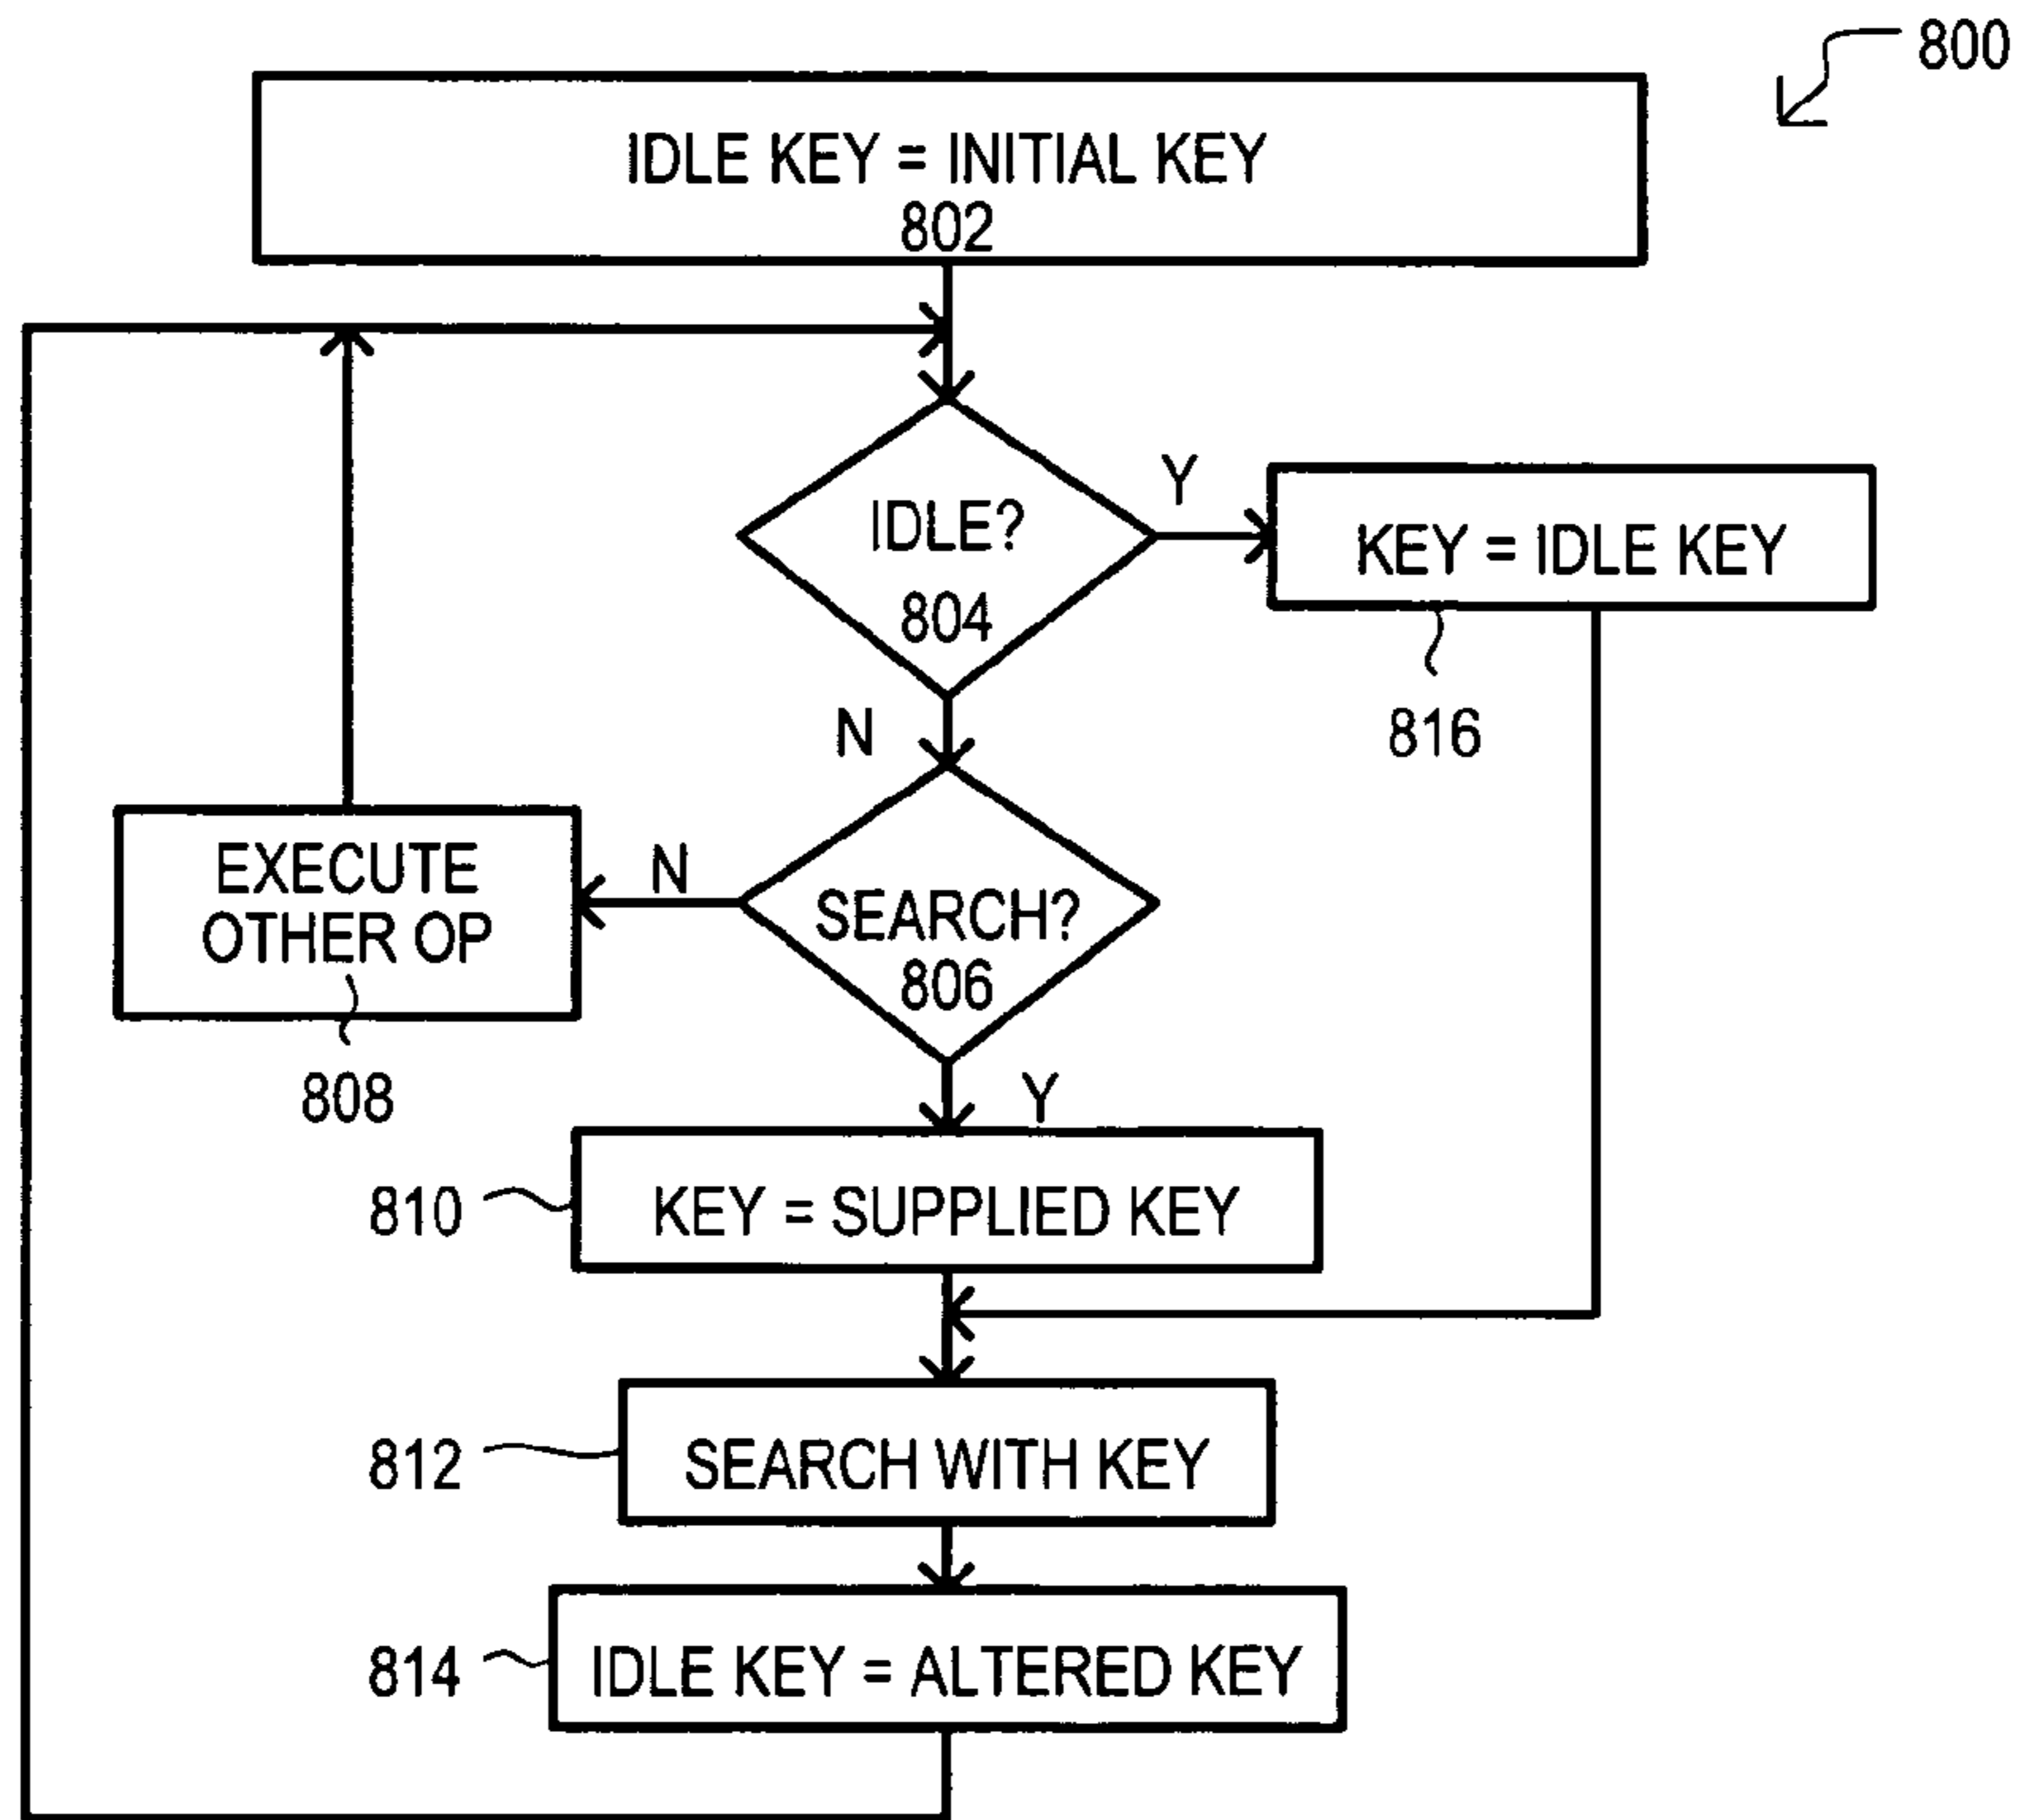 800
IDLE KEY = INITIAL KEY
802
IDLE?
804
Y
KEY = IDLE KEY
816
N
SEARCH?
806
N
EXECUTE
OTHER OP
808
Y
810
KEY = SUPPLIED KEY
812
SEARCH WITH KEY
814
IDLE KEY = ALTERED KEY